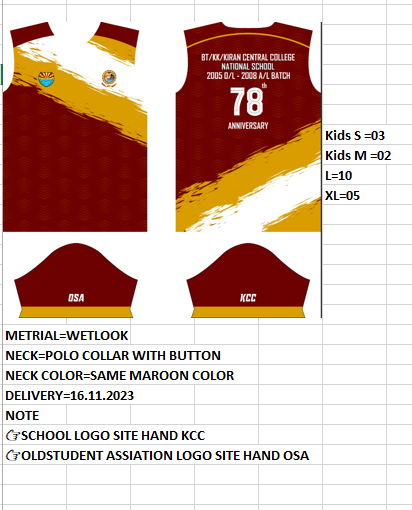 BT/KK/KIRAN CENTRAL COLLEGE
NATIONAL SCHOOL
2005 O/L - 2008 A/L BATCH
78th
ANNIVERSARY
Kids S =03
Kids M =02
L=10
XL=05
OSA
KCC
METRIAL=WETLOOK
NECK=POLO COLLAR WITH BUTTON
NECK COLOR=SAME MAROON COLOR
DELIVERY=16.11.2023
NOTE
👉SCHOOL LOGO SITE HAND KCC
👉OLDSTUDENT ASSIATION LOGO SITE HAND OSA